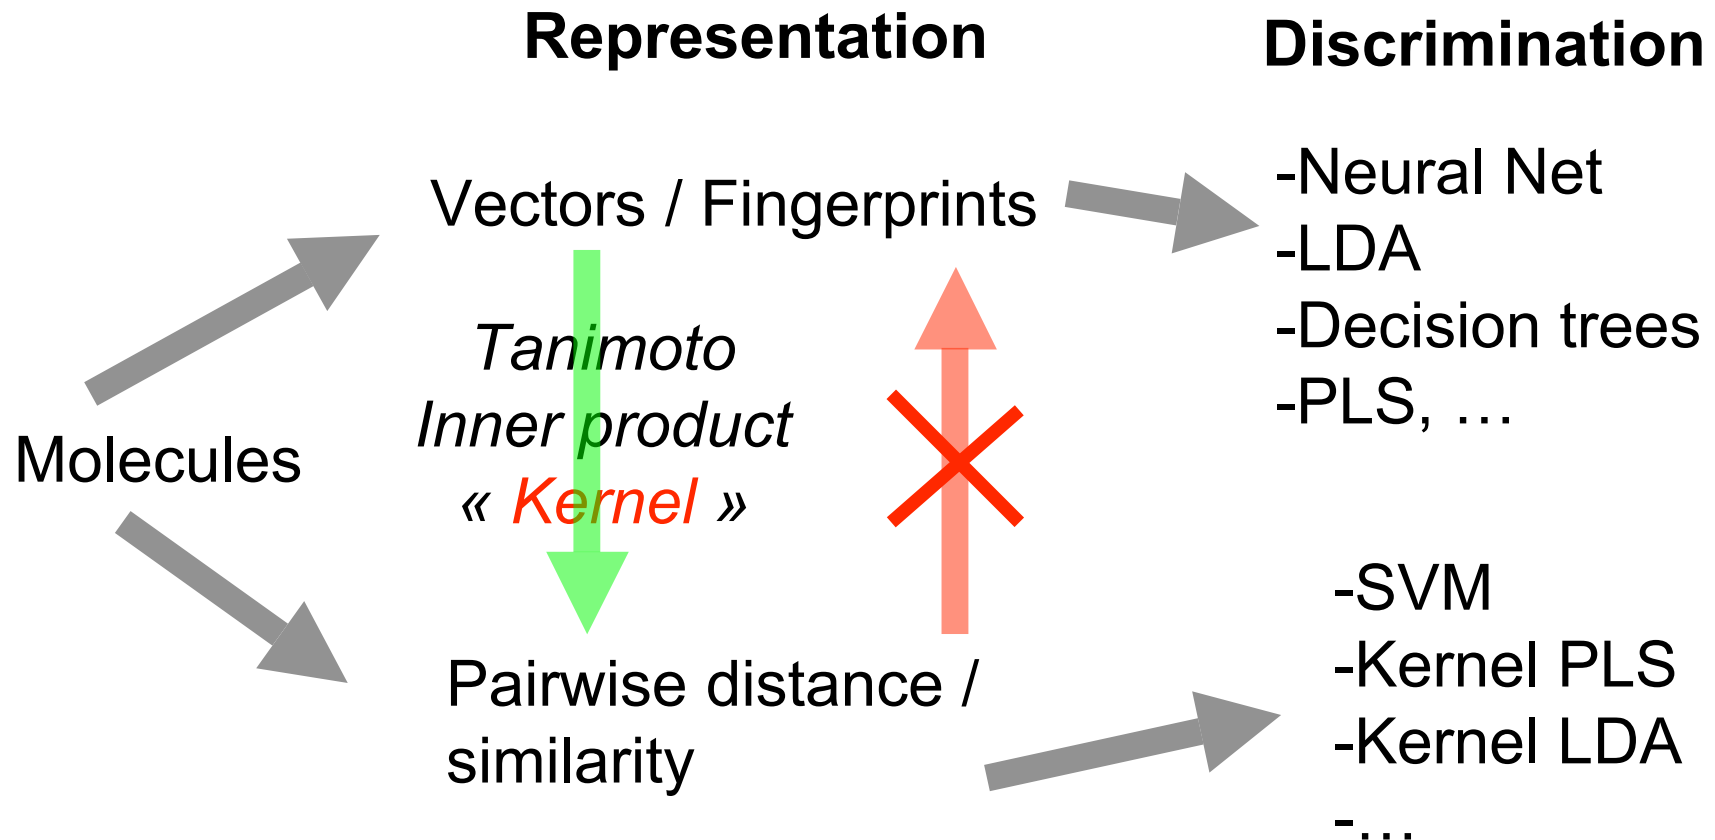 Representation
Discrimination
Vectors / Fingerprints
-Neural Net
-LDA
-Decision trees
-PLS, …
Tanimoto
Inner product
« Kernel »
Molecules
Pairwise distance /
similarity
-SVM
-Kernel PLS
-Kernel LDA
-…